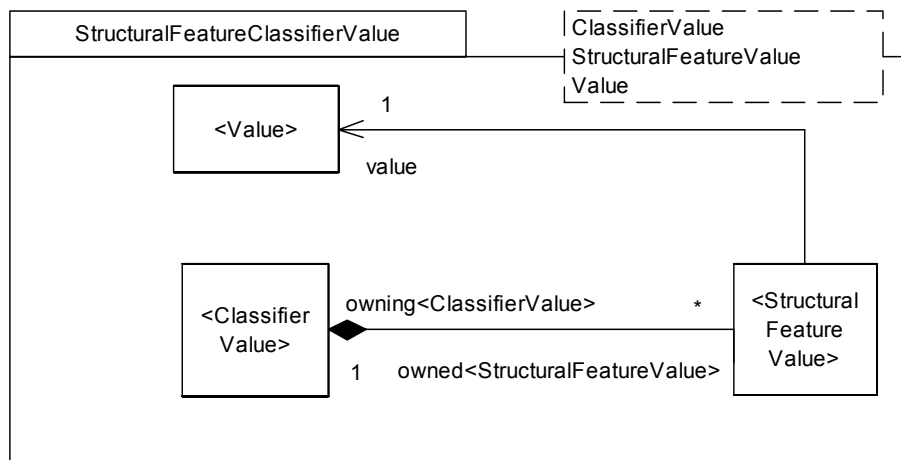 StructuralFeatureClassifierValue
ClassifierValue
StructuralFeatureValue
Value
1
<Value>
value
owning<ClassifierValue>
*
<Classifier
Value>
<Structural
Feature
Value>
1
owned<StructuralFeatureValue>